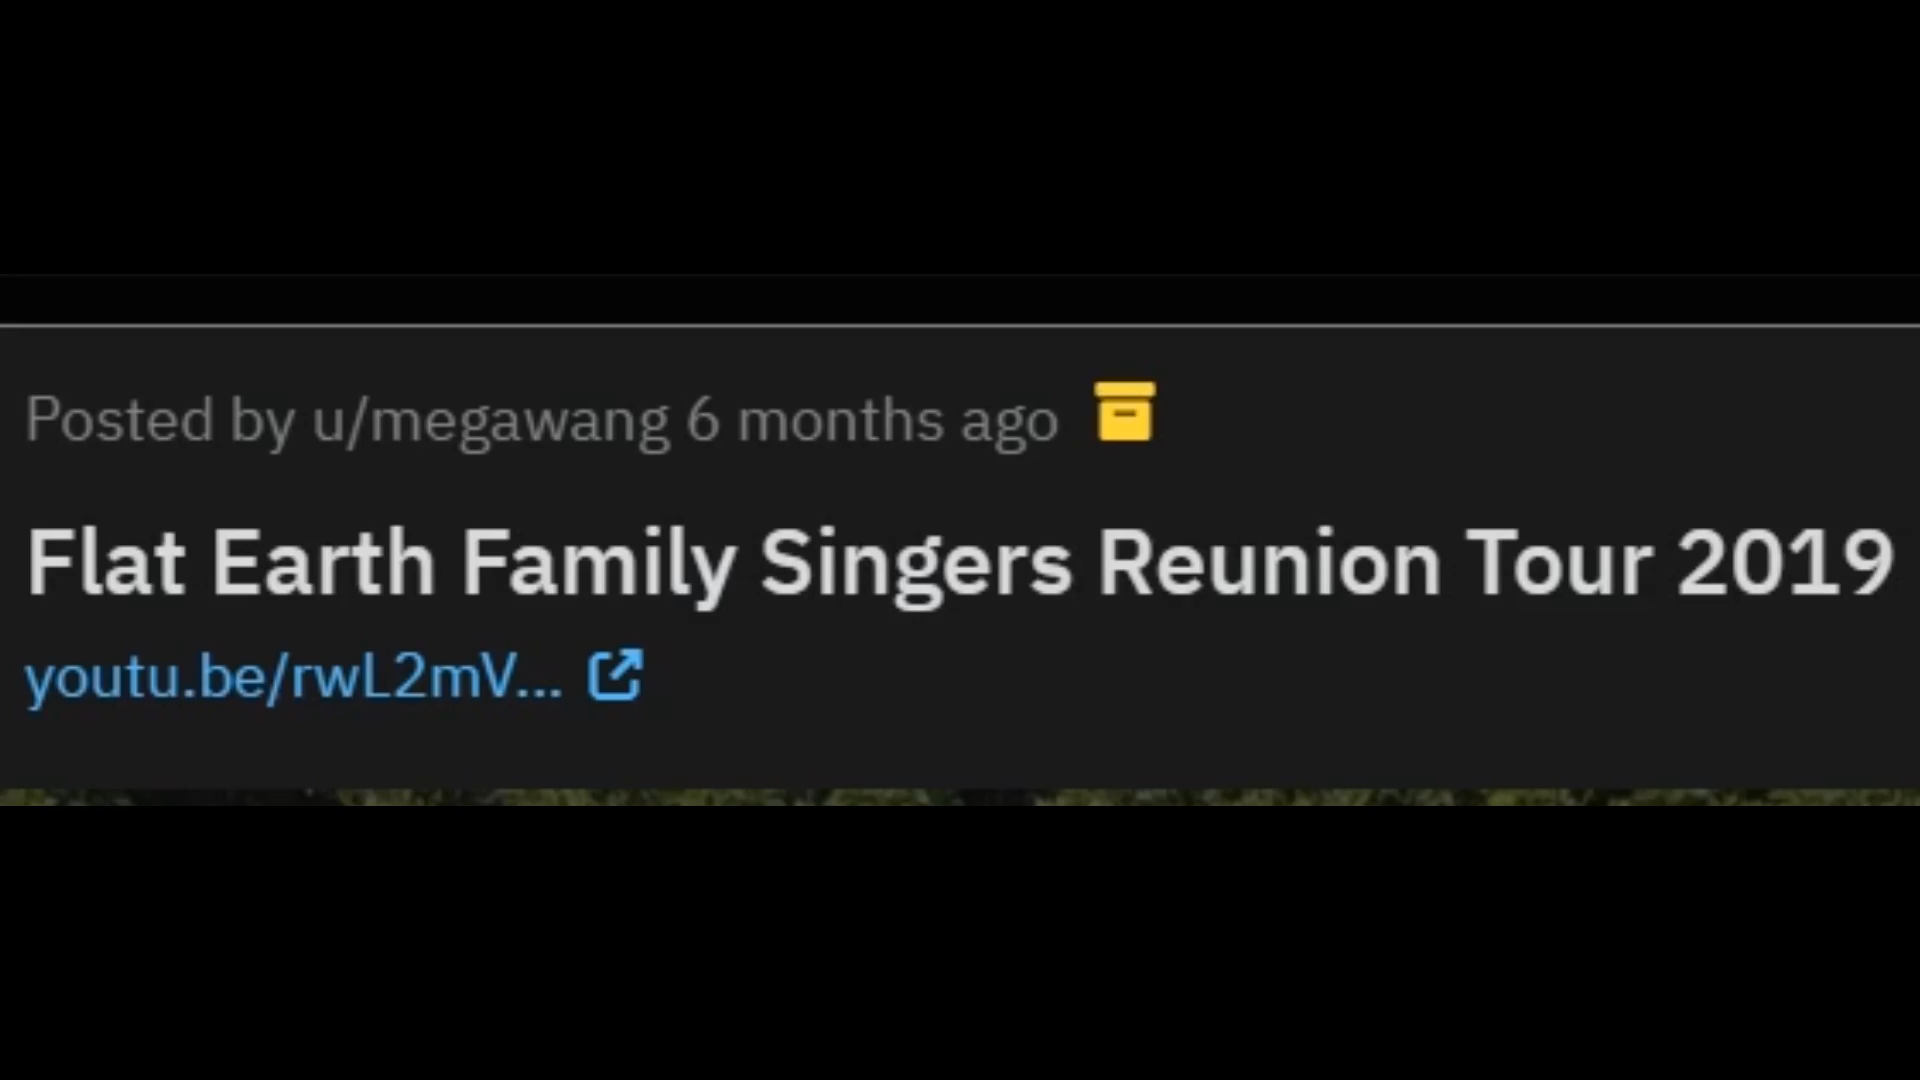 Posted by u/megawang 6 months ago
Flat Earth Family Singers Reunion Tour 2019
youtu.be/rwL2mV...